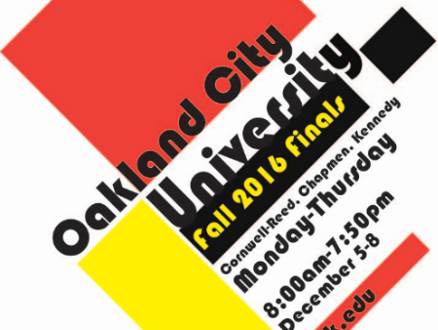 Oakland City
University
Fall 2016 Finals
Cornwell-Reed, Chapmen, Kennedy
Monday-Thursday
8:00am-7:50pm
December 5-8
k.edu